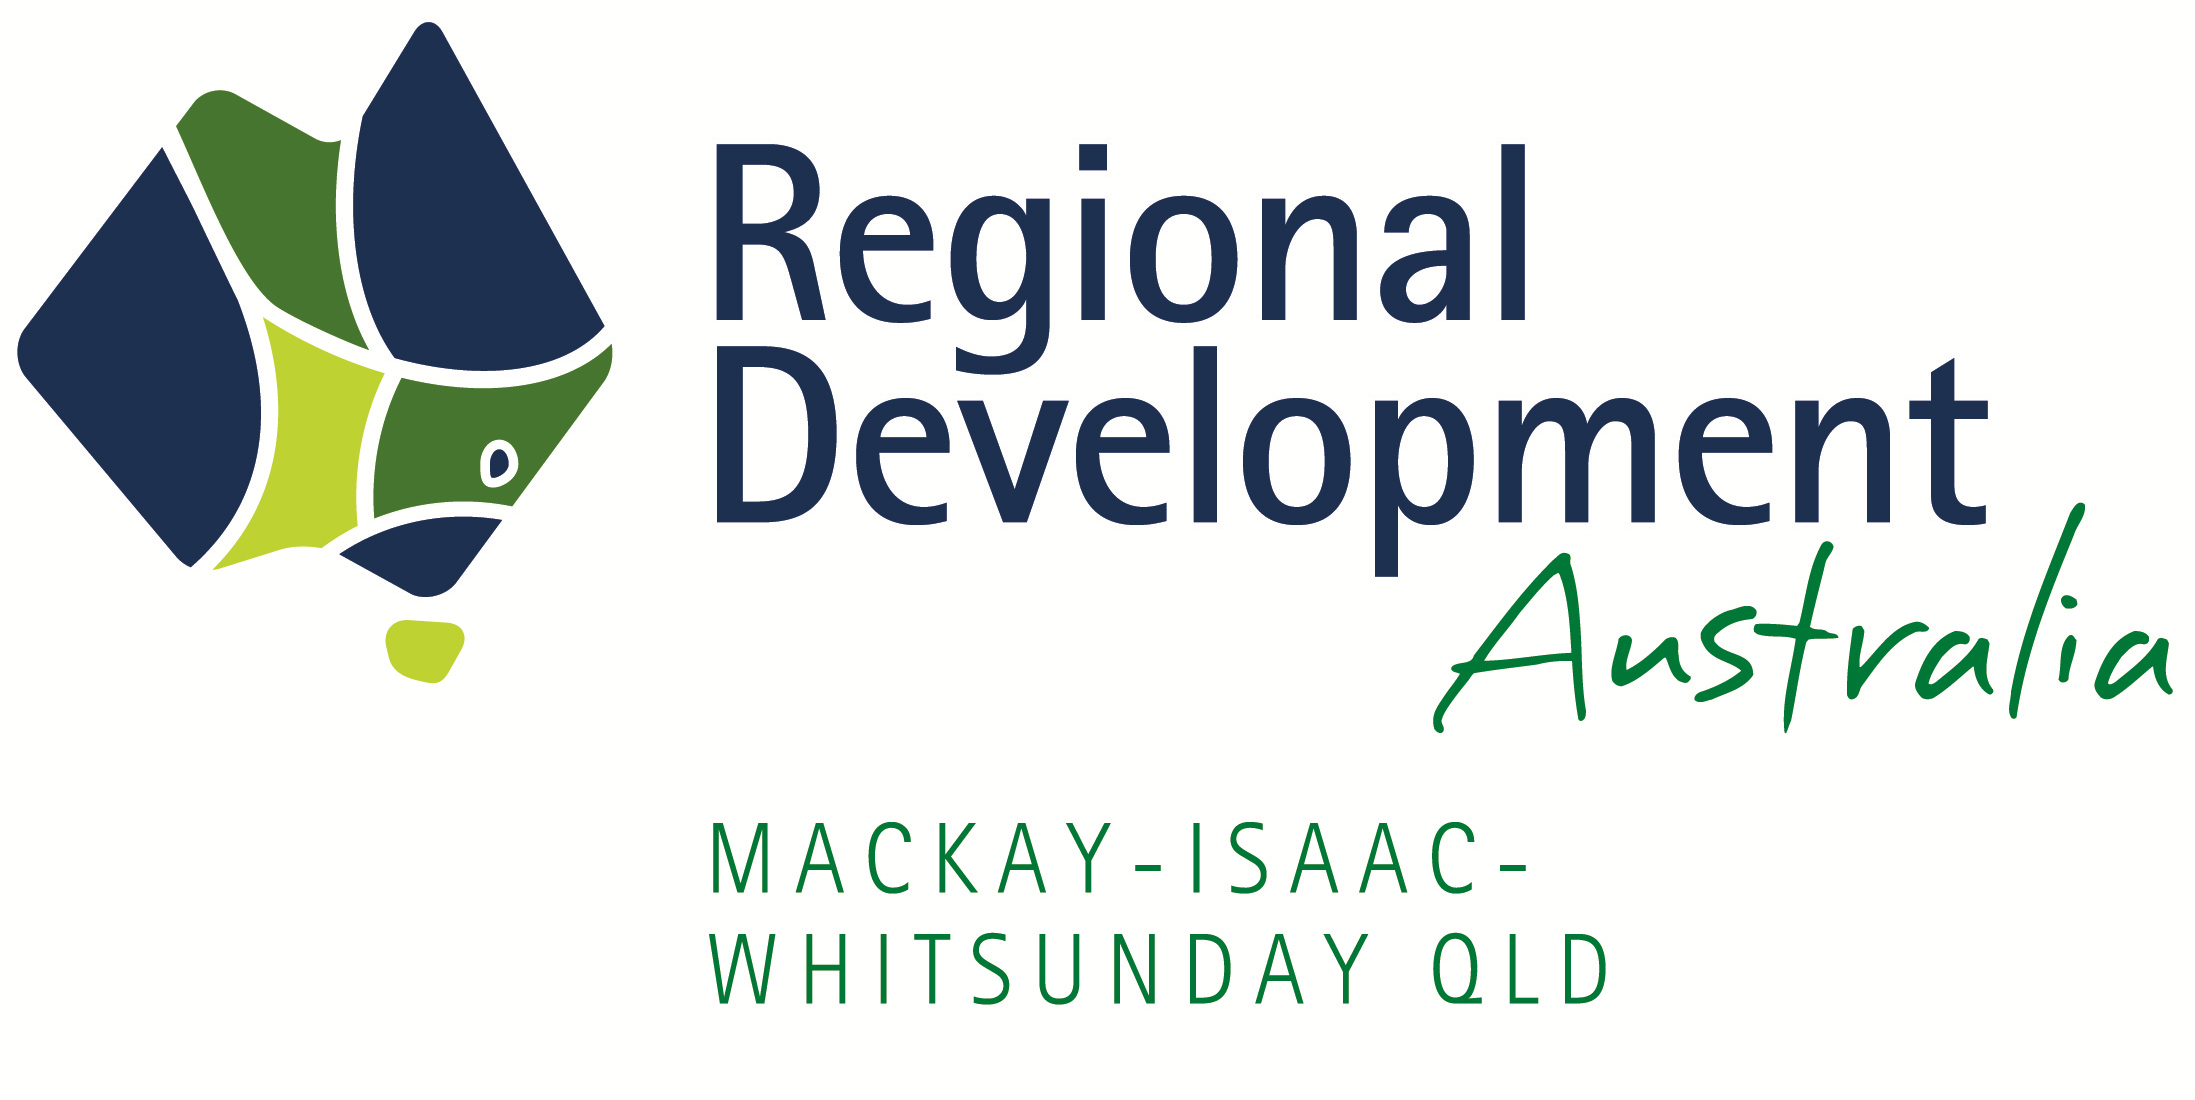 Regional
Development
Australia
MACKAY-ISAAC-
WHITSUNDAY QLD